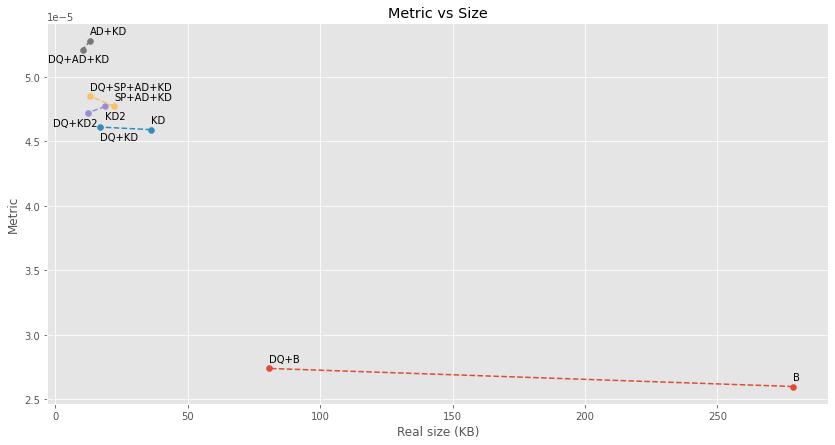 Metric vs Size
1e−5
AD+KD
DQ+AD+KD
5.0
DQ+SP+AD+KD
SP+AD+KD
KD2
KD
DQ+KD2
DQ+KD
4.5
4.0
Metric
3.5
3.0
DQ+B
B
2.5
0
50
100
150
200
250
Real size (KB)